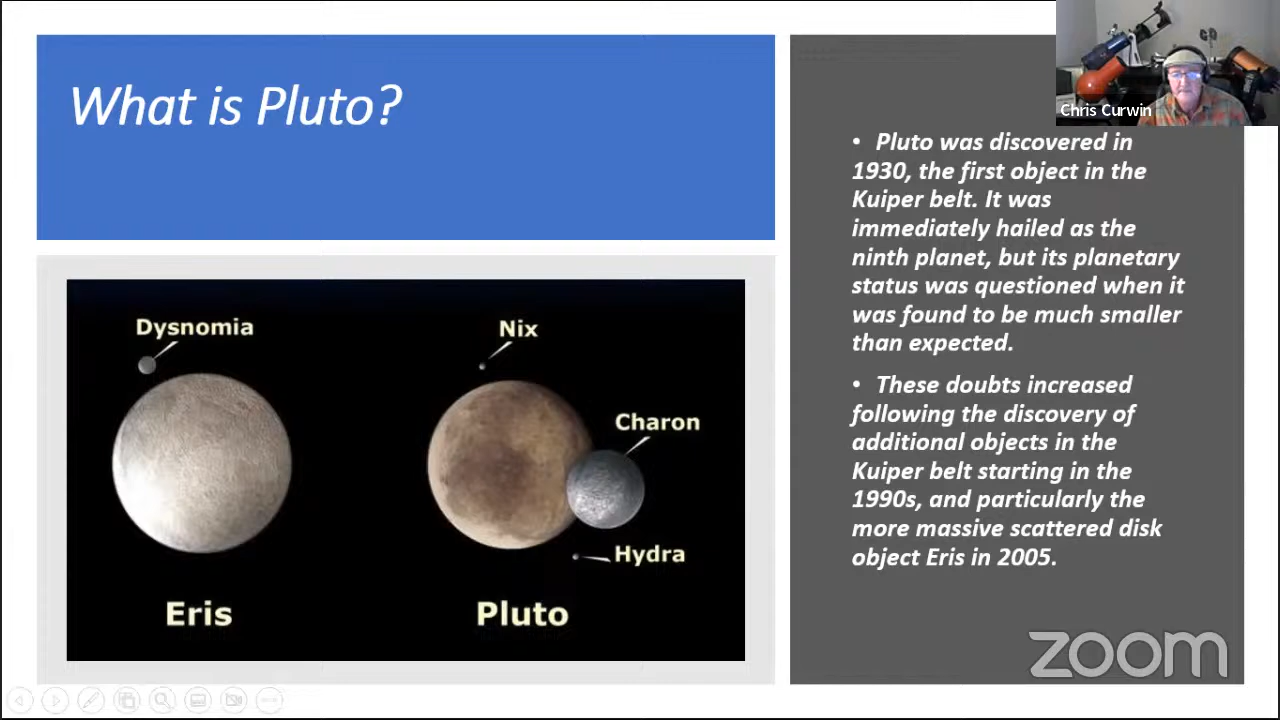 What is Pluto?
Chris Curwin
• Pluto was discovered in
1930, the first object in the
Kuiper belt. It was
immediately hailed as the
ninth planet, but its planetary
status was questioned when it
was found to be much smaller
than expected.
• These doubts increased
following the discovery of
additional objects in the
Kuiper belt starting in the
1990s, and particularly the
more massive scattered disk
object Eris in 2005.
Dysnomia
Nix
Charon
Hydra
Eris
Pluto
zoom